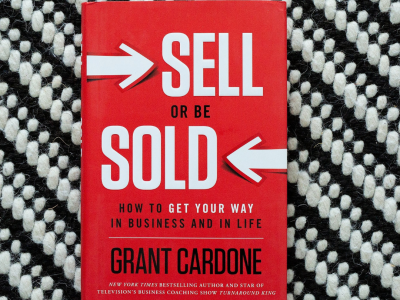 SELL
OR BE
SOLD
HOW TO GET YOUR WAY
IN BUSINESS AND IN LIFE
GRANT CARDONE
NEW YORK TIMES BESTSELLING AUTHOR AND STAR OF
TELEVISION'S BUSINESS COACHING SHOW TURNAROUND KING